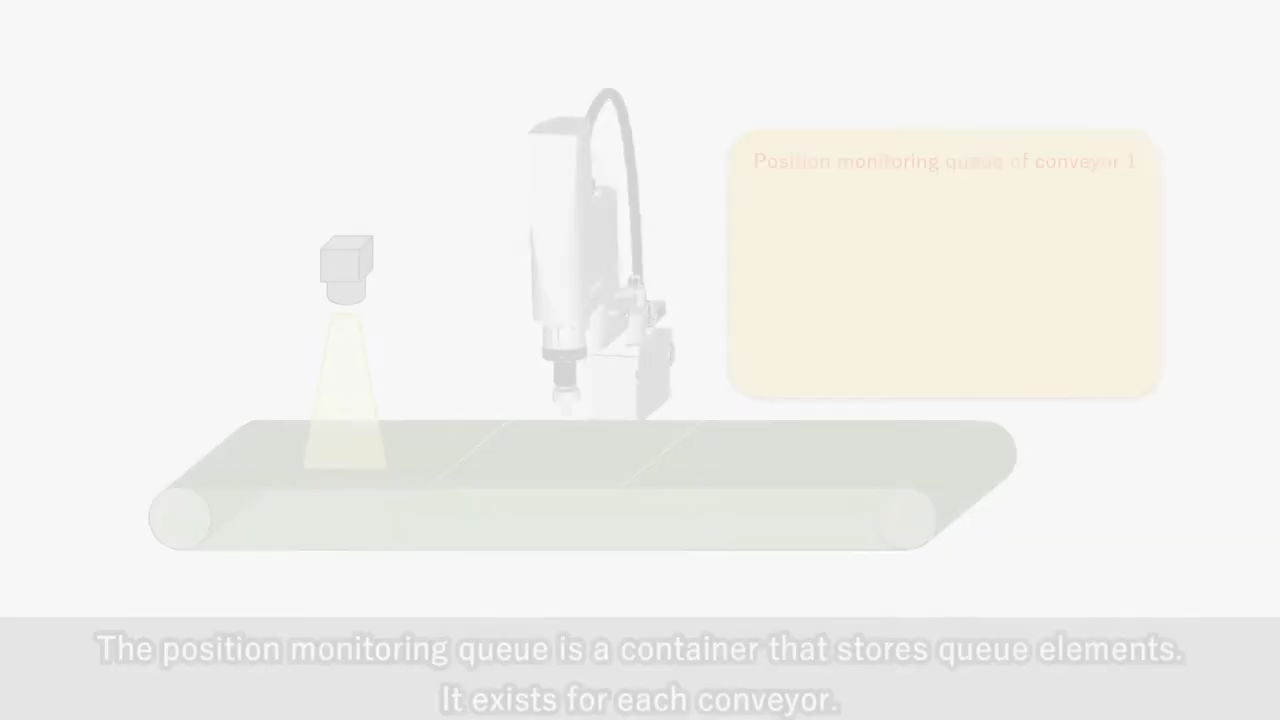 Position monitoring queue of conveyor 1
The position monitoring queue is a container that stores queue elements.
It exists for each conveyor.